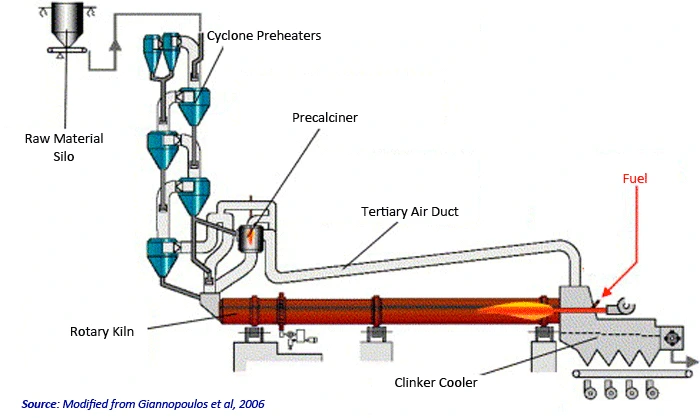 Cyclone Preheaters
Raw Material
Silo
Precalciner
Fuel
Tertiary Air Duct
Rotary Kiln
Clinker Cooler
Source: Modified from Giannopoulos et al, 2006